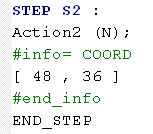 STEP S2 :
Action2 (N);
#info= COORD
[ 48 , 36 ]
#end_info
END_STEP